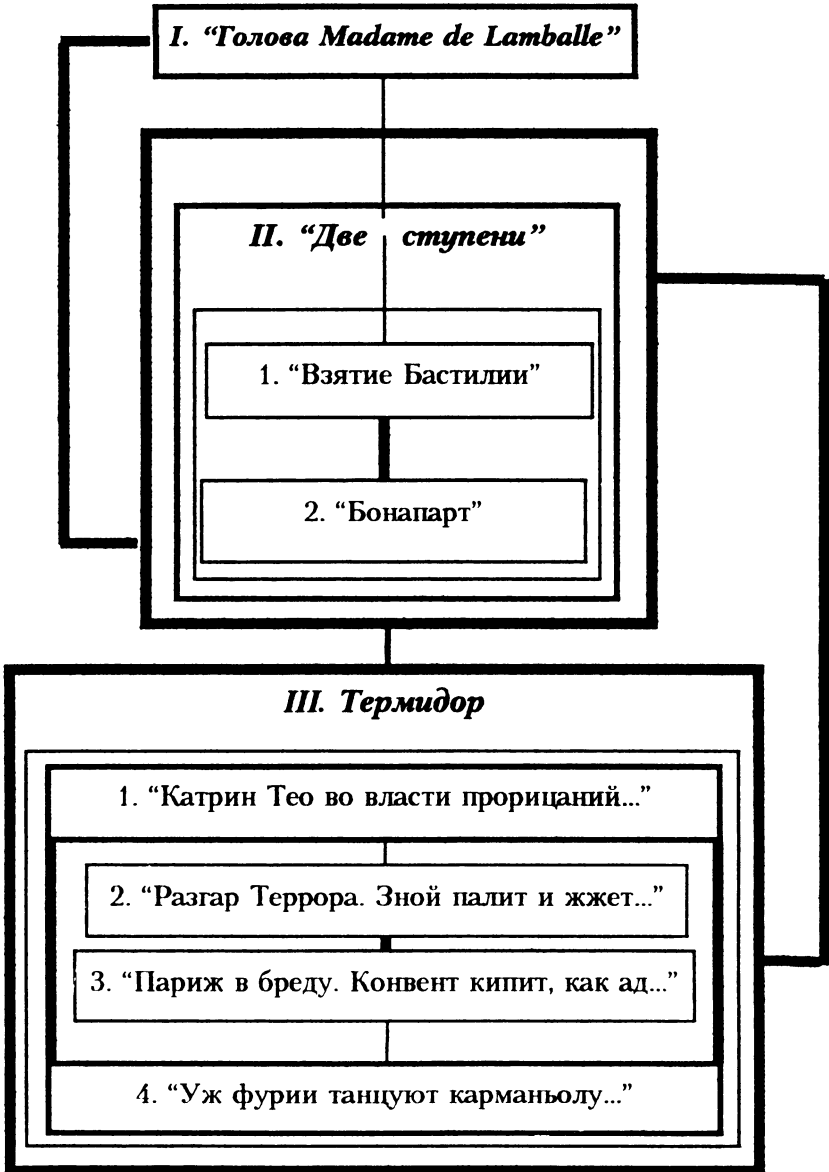 I. “Голова Madame de Lamballe”
II. “Две ступени”
1. “Взятие Бастилии”
2. “Бонапарт”
III. Термидор
1. “Катрин Тео во власти прорицаний...”
2. “Разгар Террора. Зной палит и жжет...”
3. “Париж в бреду. Конвент кипит, как ад...”
4. “Уж фурии танцуют карманьолу...”